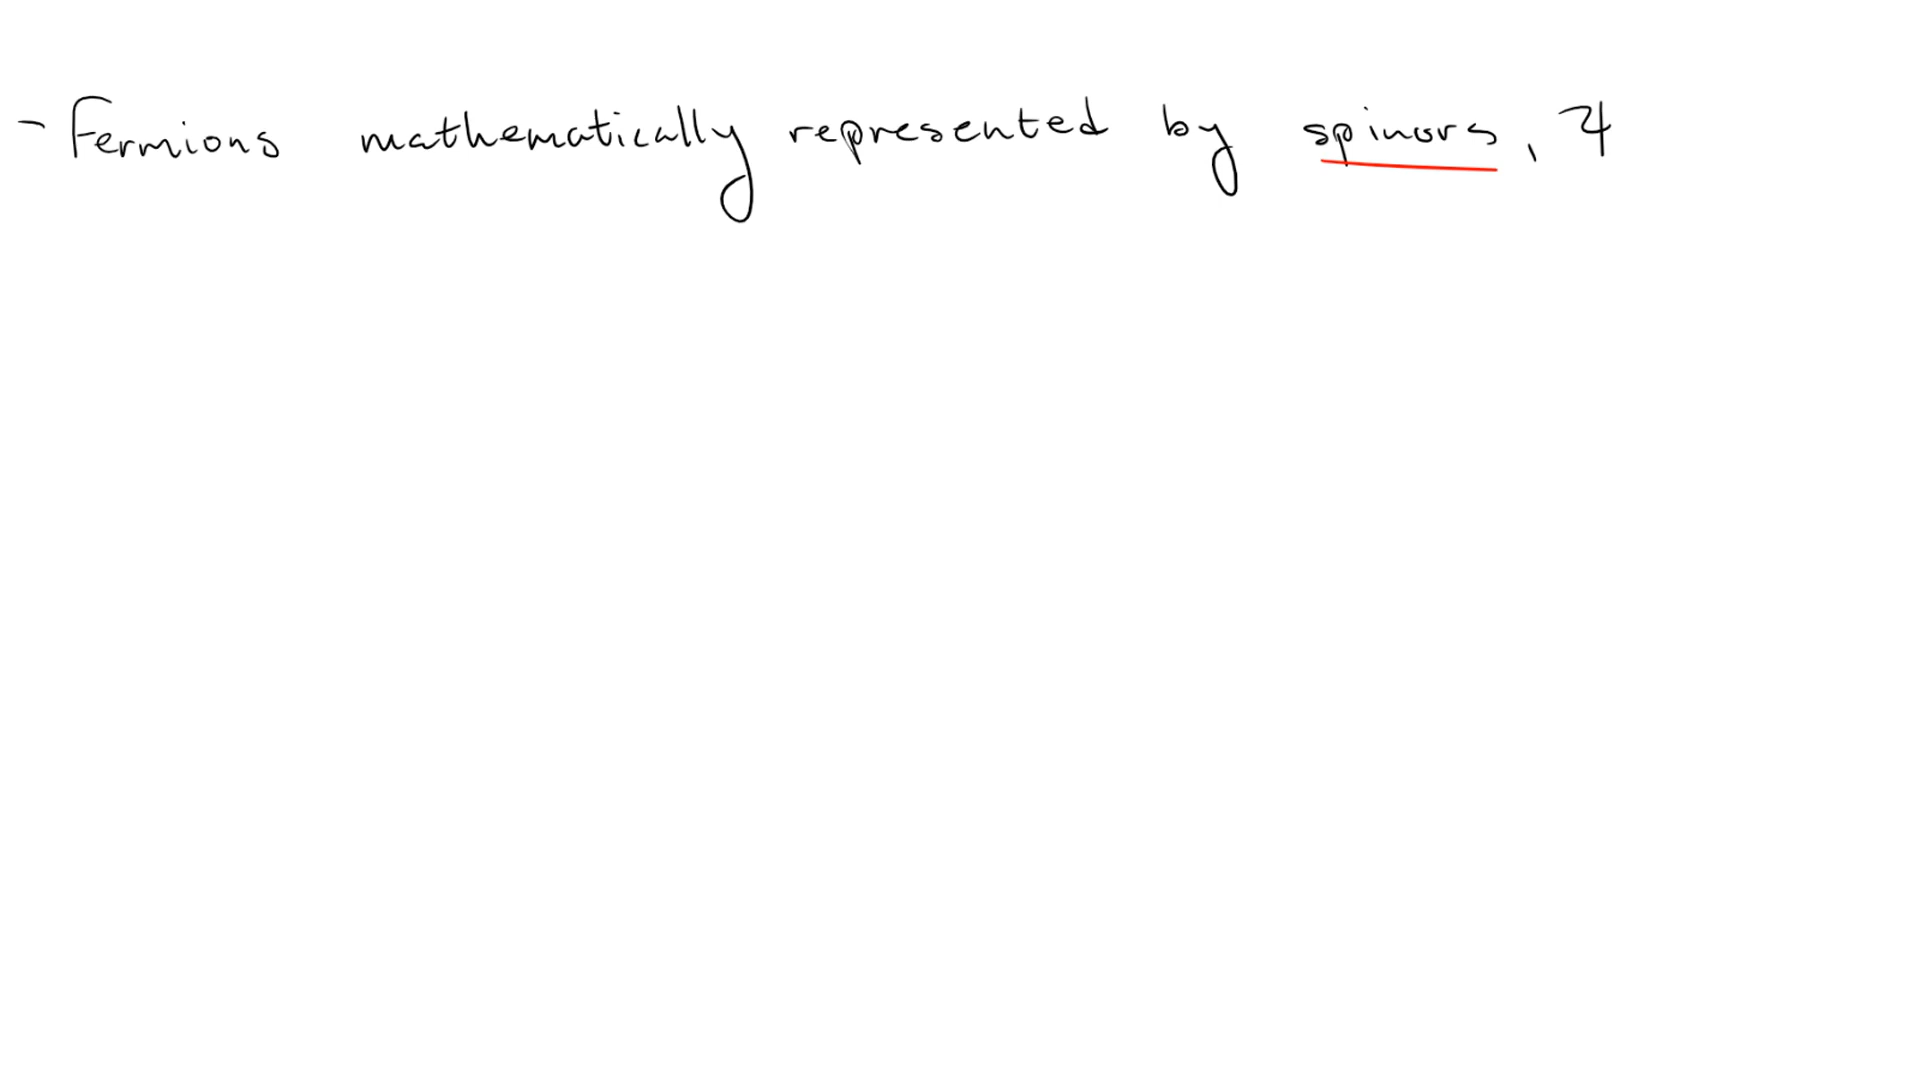 - Fermions mathematically represented by spinors, ψ